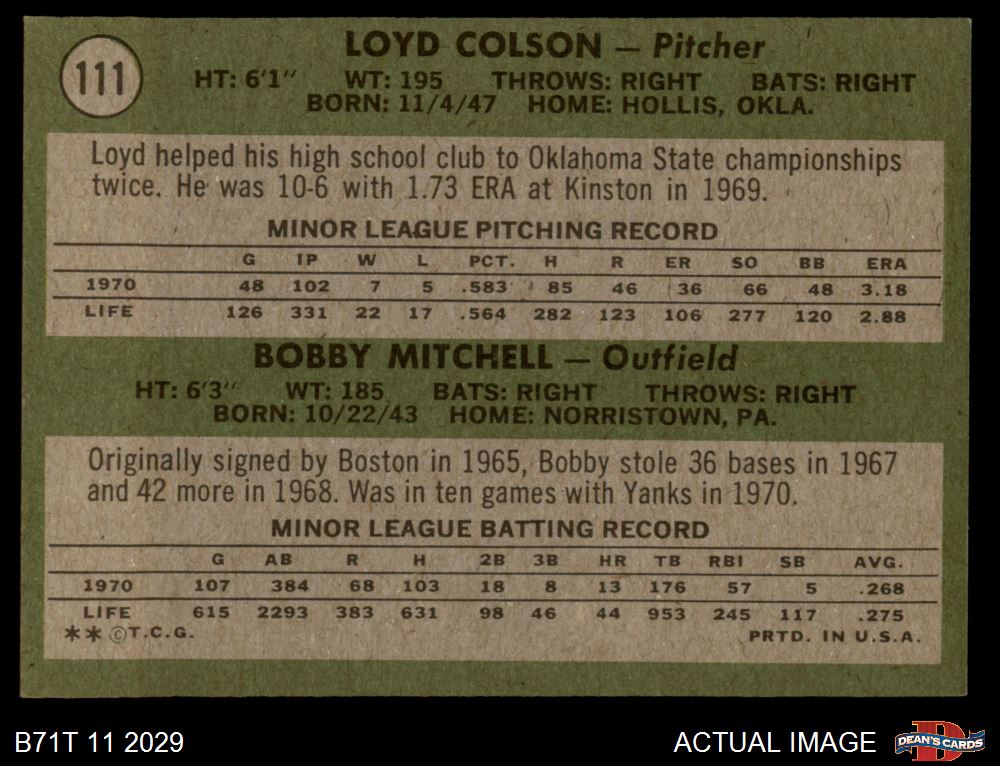 111
LOYD COLSON — Pitcher
HT: 6'1" WT: 195 THROWS: RIGHT BATS: RIGHT
BORN: 11/4/47 HOME: HOLLIS, OKLA.
Loyd helped his high school club to Oklahoma State championships
twice. He was 10-6 with 1.73 ERA at Kinston in 1969.
MINOR LEAGUE PITCHING RECORD
G IP W L PCT. H R ER SO BB ERA
1970 48 102 7 5 .583 85 46 36 66 48 3.18
LIFE 126 331 22 17 .564 282 123 106 277 120 2.88
BOBBY MITCHELL — Outfield
HT: 6'3" WT: 185 BATS: RIGHT THROWS: RIGHT
BORN: 10/22/43 HOME: NORRISTOWN, PA.
Originally signed by Boston in 1965, Bobby stole 36 bases in 1967
and 42 more in 1968. Was in ten games with Yanks in 1970.
MINOR LEAGUE BATTING RECORD
G AB R H 2B 3B HR TB RBI SB AVG.
1970 107 384 68 103 18 8 13 176 57 5 .268
LIFE 615 2293 383 631 98 46 44 953 245 117 .275
** ©T.C.G. PRTD. IN U.S.A.
B71T 11 2029 ACTUAL IMAGE DEAN'S CARDS